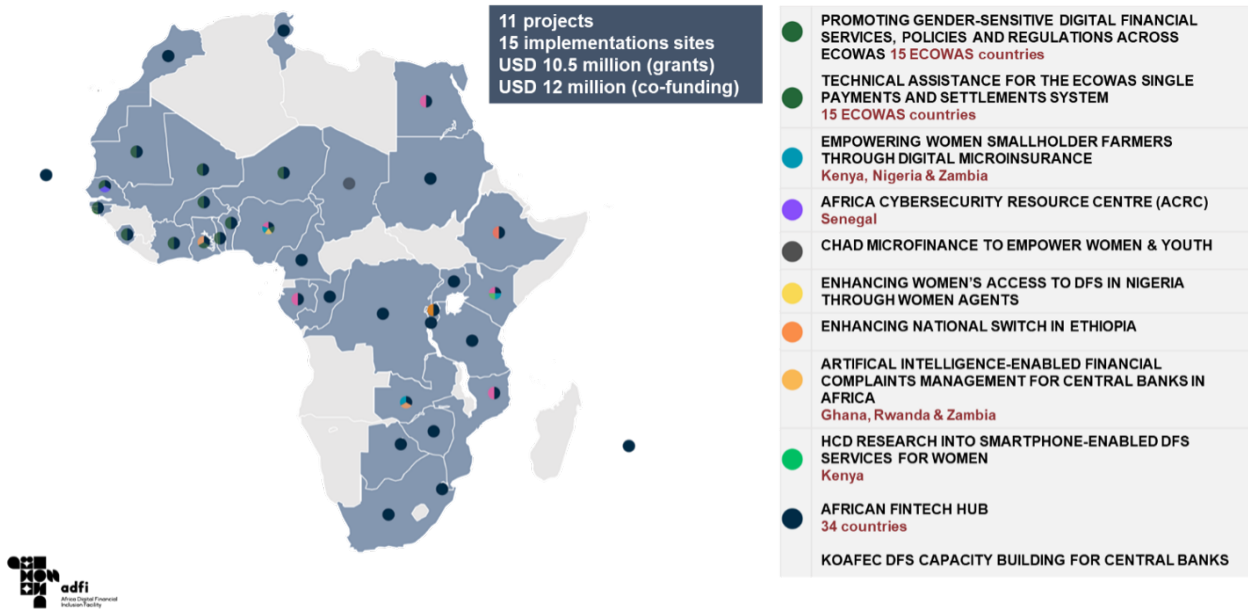 11 projects
15 implementations sites
USD 10.5 million (grants)
USD 12 million (co-funding)
PROMOTING GENDER-SENSITIVE DIGITAL FINANCIAL
SERVICES, POLICIES AND REGULATIONS ACROSS
ECOWAS 15 ECOWAS countries
TECHNICAL ASSISTANCE FOR THE ECOWAS SINGLE
PAYMENTS AND SETTLEMENTS SYSTEM
15 ECOWAS countries
EMPOWERING WOMEN SMALLHOLDER FARMERS
THROUGH DIGITAL MICROINSURANCE
Kenya, Nigeria & Zambia
AFRICA CYBERSECURITY RESOURCE CENTRE (ACRC)
Senegal
CHAD MICROFINANCE TO EMPOWER WOMEN & YOUTH
ENHANCING WOMEN'S ACCESS TO DFS IN NIGERIA
THROUGH WOMEN AGENTS
ENHANCING NATIONAL SWITCH IN ETHIOPIA
ARTIFICAL INTELLIGENCE-ENABLED FINANCIAL
COMPLAINTS MANAGEMENT FOR CENTRAL BANKS IN
AFRICA
Ghana, Rwanda & Zambia
HCD RESEARCH INTO SMARTPHONE-ENABLED DFS
SERVICES FOR WOMEN
Kenya
AFRICAN FINTECH HUB
34 countries
KOAFEC DFS CAPACITY BUILDING FOR CENTRAL BANKS
adfi
Africa Digital Financial
Inclusion Facility